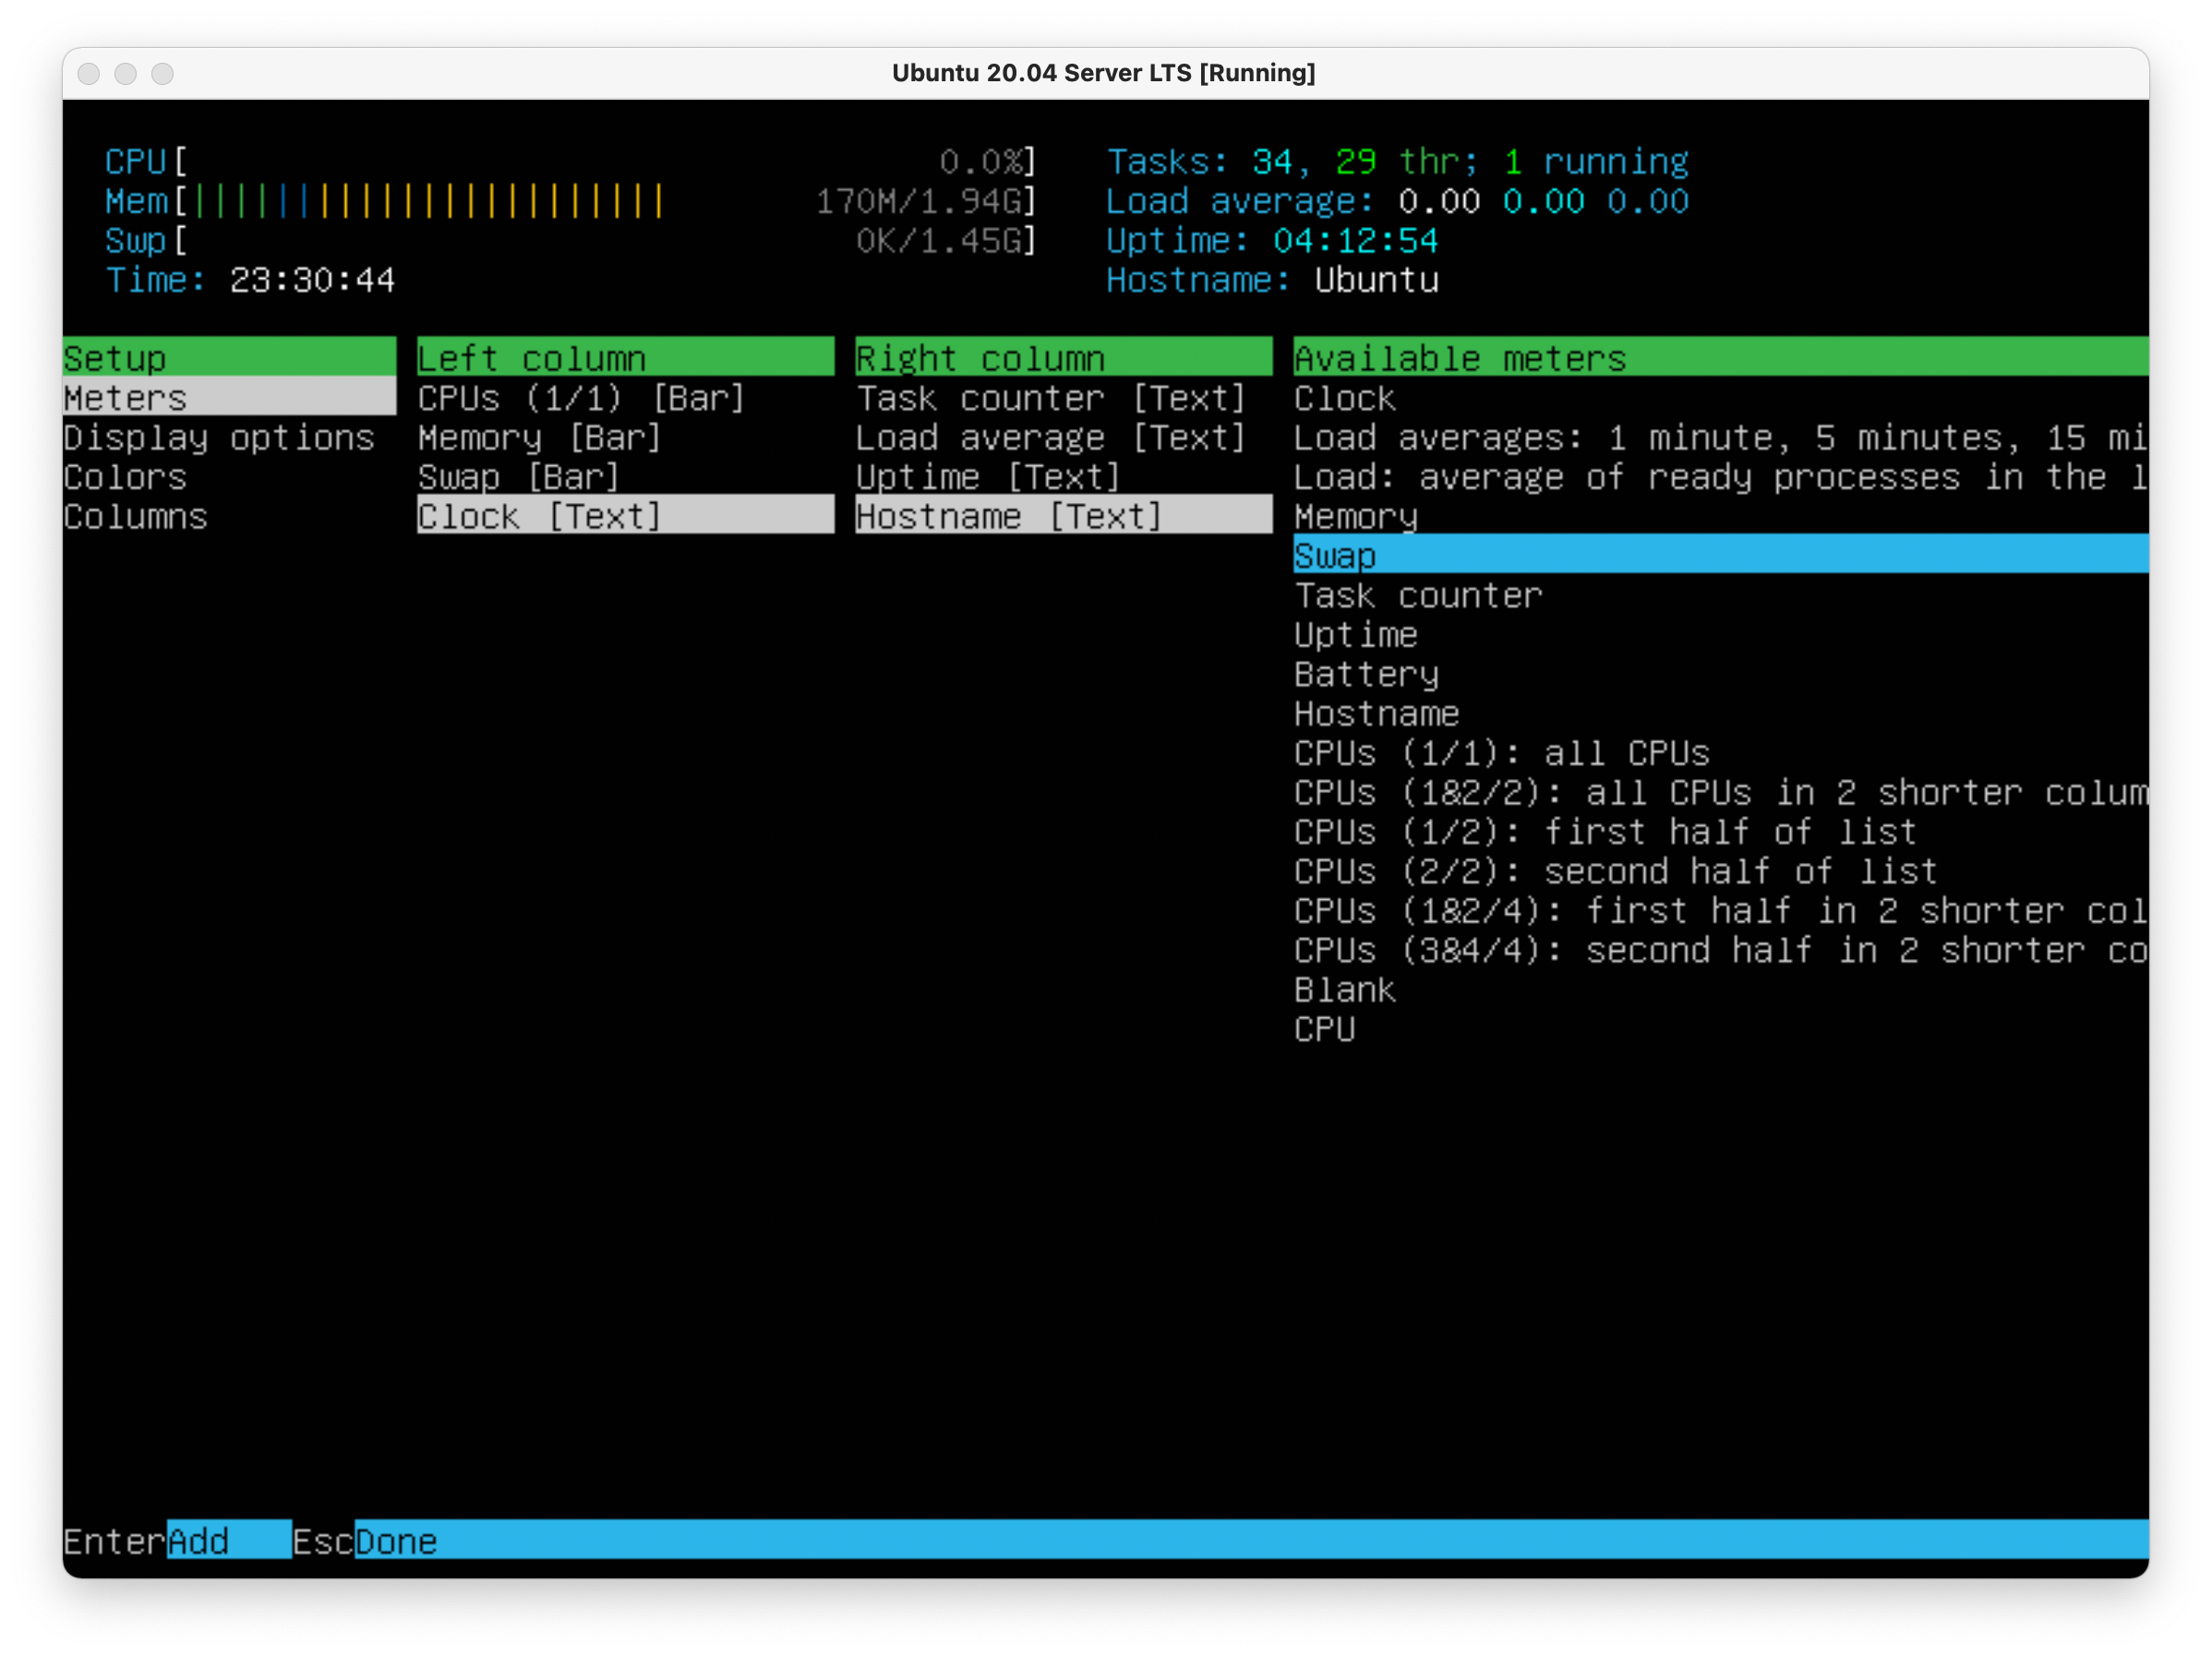 Ubuntu 20.04 Server LTS [Running]
CPU[ 0.0%] Tasks: 34, 29 thr; 1 running
Mem[||||||||||||||||||||||| 170M/1.94G] Load average: 0.00 0.00 0.00
Swp[ 0K/1.45G] Uptime: 04:12:54
Time: 23:30:44 Hostname: Ubuntu
Setup Left column Right column Available meters
Meters CPUs (1/1) [Bar] Task counter [Text] Clock
Display options Memory [Bar] Load average [Text] Load averages: 1 minute, 5 minutes, 15 mi
Colors Swap [Bar] Uptime [Text] Load: average of ready processes in the l
Columns Clock [Text] Hostname [Text] Memory
Swap
Task counter
Uptime
Battery
Hostname
CPUs (1/1): all CPUs
CPUs (1&2/2): all CPUs in 2 shorter colum
CPUs (1/2): first half of list
CPUs (2/2): second half of list
CPUs (1&2/4): first half in 2 shorter col
CPUs (3&4/4): second half in 2 shorter co
Blank
CPU
EnterAdd EscDone